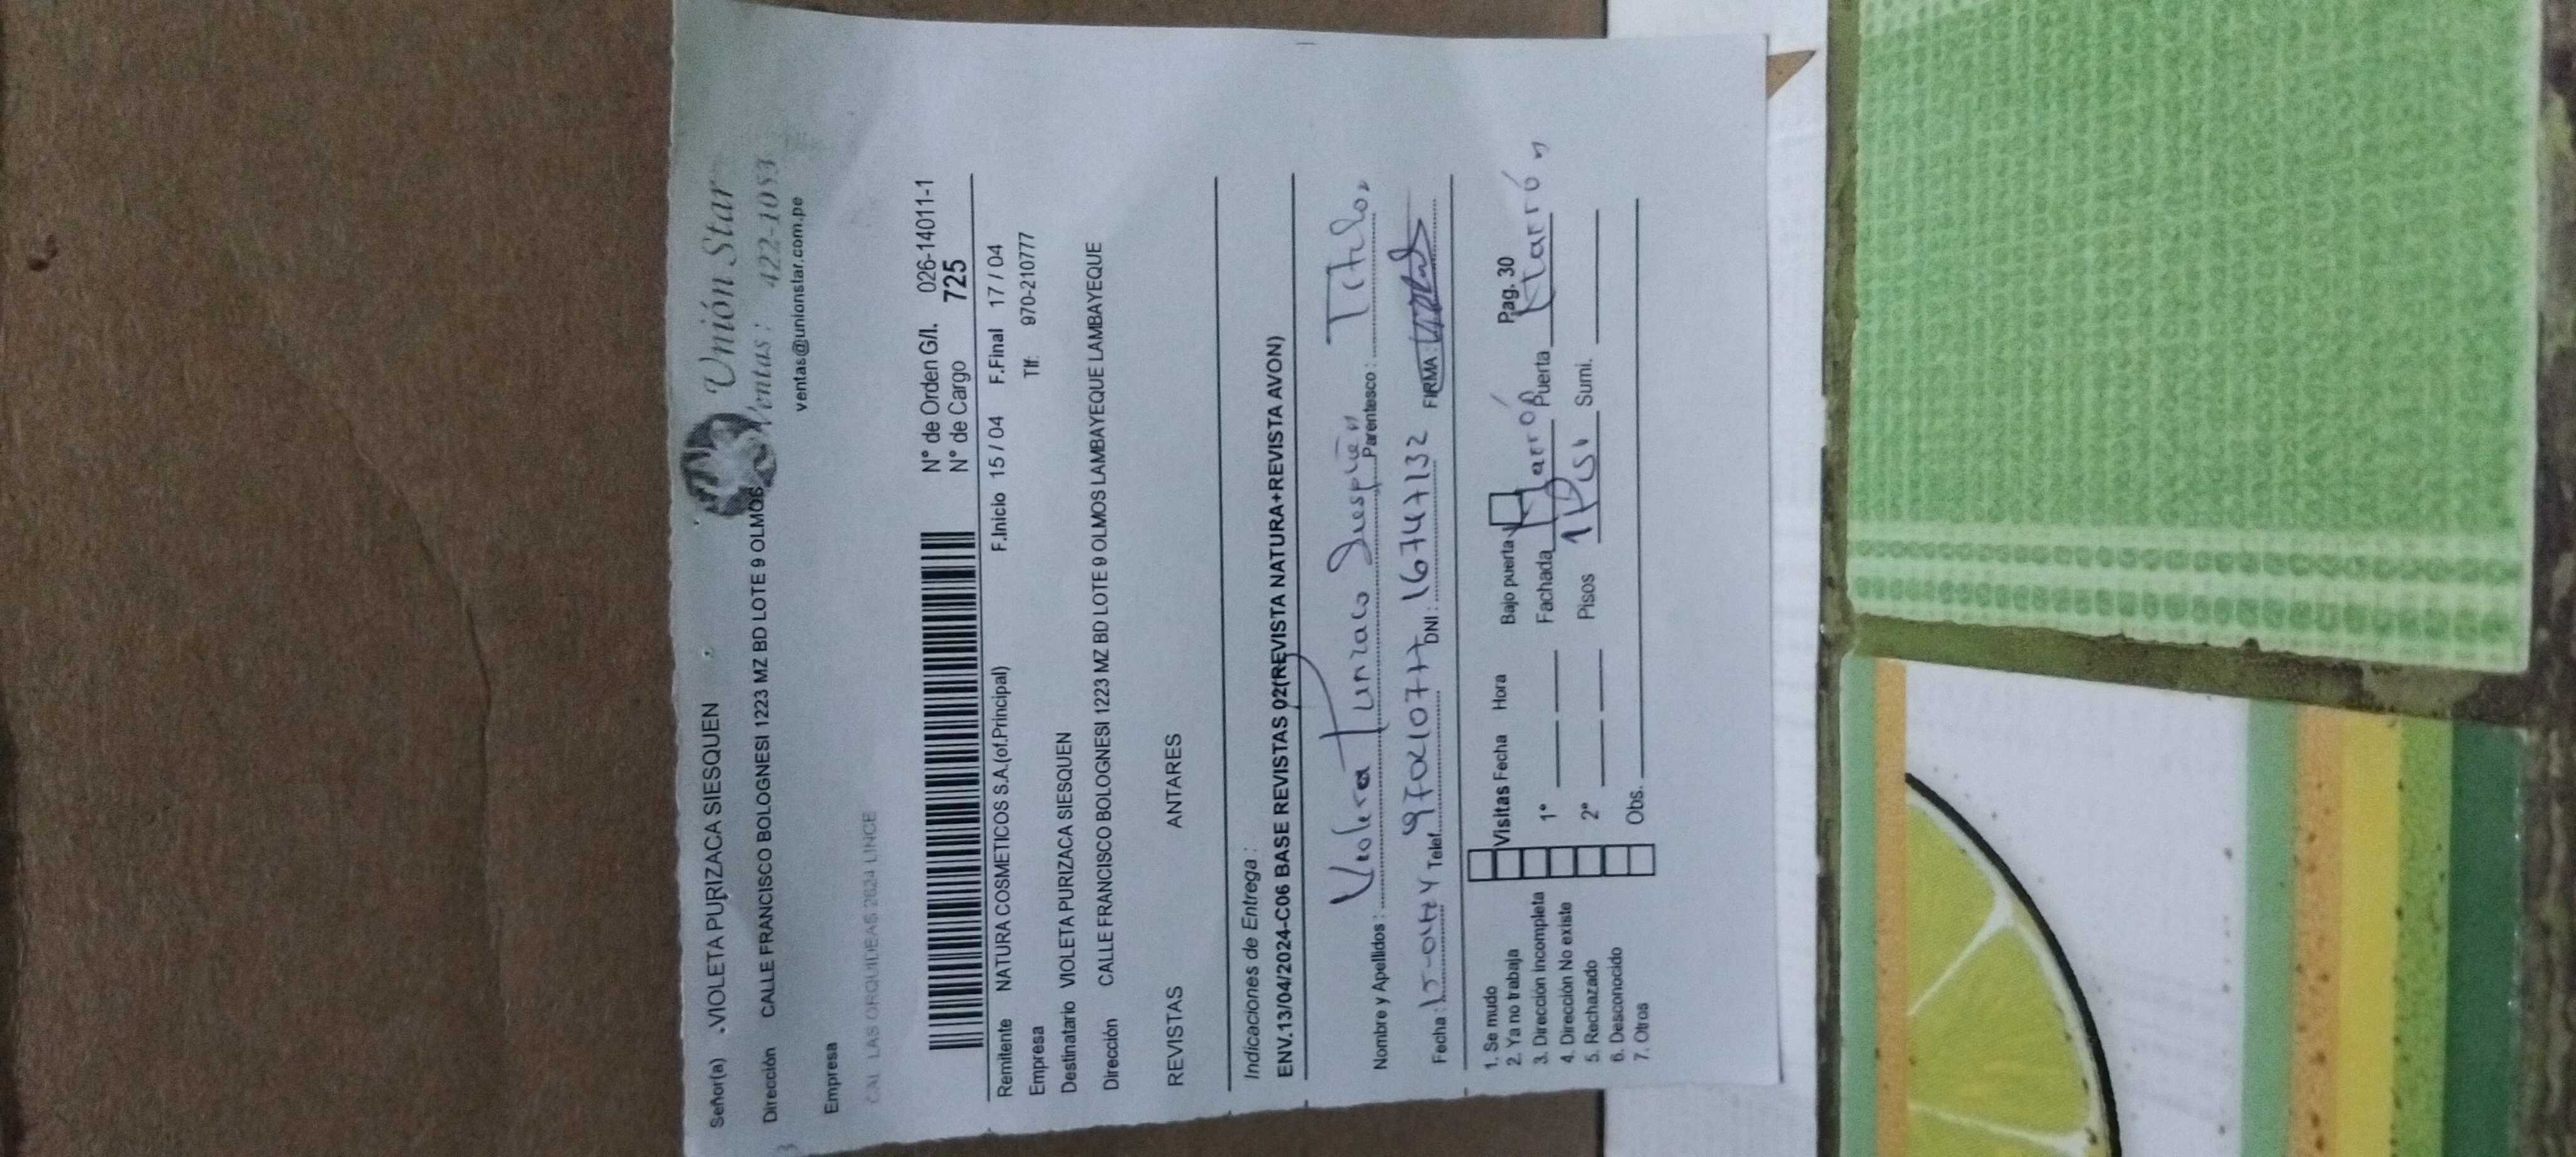 Señor(a) .VIOLETA PURIZACA SIESQUEN
Unión Star
Dirección CALLE FRANCISCO BOLOGNESI 1223 MZ BD LOTE 9 OLMOS
Ventas : 422-1053
ventas@unionstar.com.pe
Empresa
CAL LAS ORQUIDEAS 2624 LINCE
N° de Orden G/I. 026-14011-1
N° de Cargo 725
Remitente NATURA COSMETICOS S.A.(of.Principal) F.Inicio 15 / 04 F.Final 17 / 04
Empresa Tlf: 970-210777
Destinatario VIOLETA PURIZACA SIESQUEN
Dirección CALLE FRANCISCO BOLOGNESI 1223 MZ BD LOTE 9 OLMOS LAMBAYEQUE LAMBAYEQUE
REVISTAS ANTARES
Indicaciones de Entrega :
ENV.13/04/2024-C06 BASE REVISTAS 02(REVISTA NATURA+REVISTA AVON)
Nombre y Apellidos : Violeta Parentesco : Titular
Fecha : 15-04-24 Telef. 970210777 DNI : 16747132 FIRMA :
1. Se mudo
2. Ya no trabaja
3. Dirección incompleta
4. Dirección No existe
5. Rechazado
6. Desconocido
7. Otros
Visitas Fecha Hora Bajo puerta Pag. 30
1° Fachada Marrón Puerta Marrón
2° Pisos 1 Piso Sumi.
Obs.